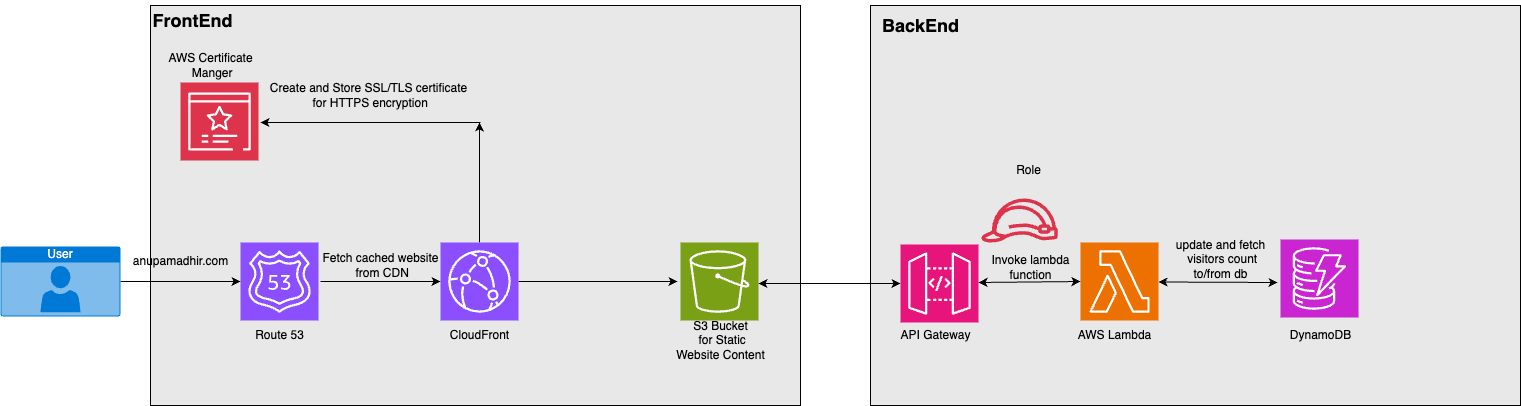 FrontEnd
AWS Certificate
Manger
Create and Store SSL/TLS certificate
for HTTPS encryption
User
anupamadhir.com
53
Route 53
Fetch cached website
from CDN
CloudFront
S3 Bucket
for Static
Website Content
BackEnd
Role
</>
API Gateway
Invoke lambda
function
AWS Lambda
update and fetch
visitors count
to/from db
DynamoDB